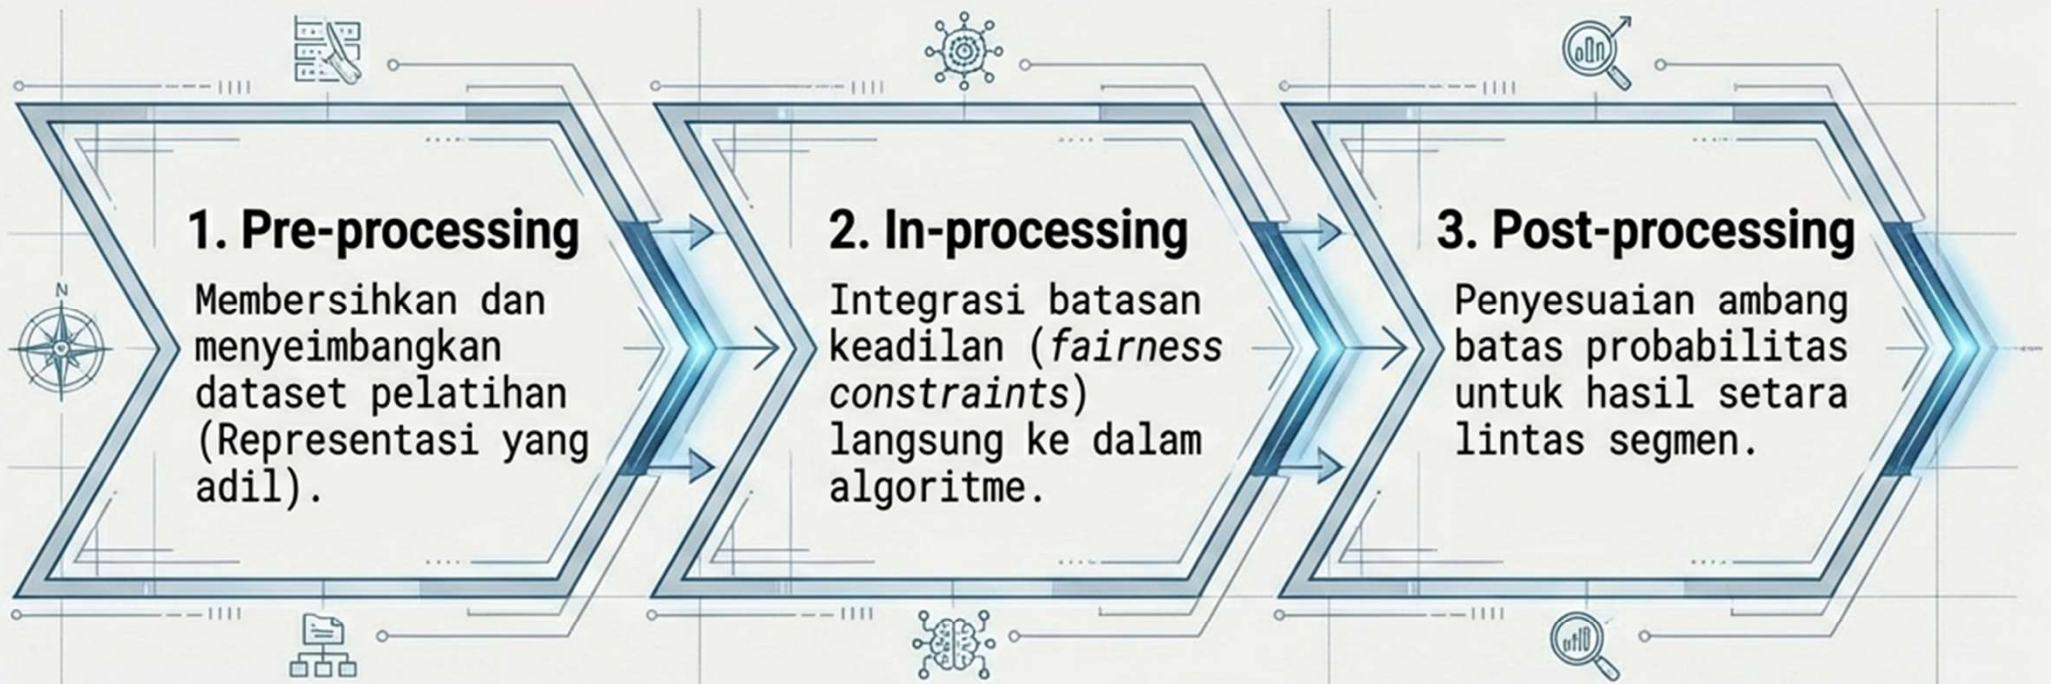 1. Pre-processing
Membersihkan dan
menyeimbangkan
dataset pelatihan
(Representasi yang
adil).
2. In-processing
Integrasi batasan
keadilan (fairness
constraints)
langsung ke dalam
algoritme.
3. Post-processing
Penyesuaian ambang
batas probabilitas
untuk hasil setara
lintas segmen.
N